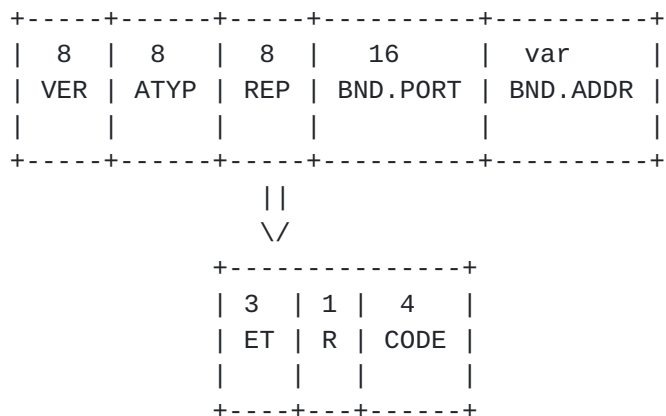 8 8 8 16 var
VER ATYP REP BND.PORT BND.ADDR
3 1 4
ET R CODE